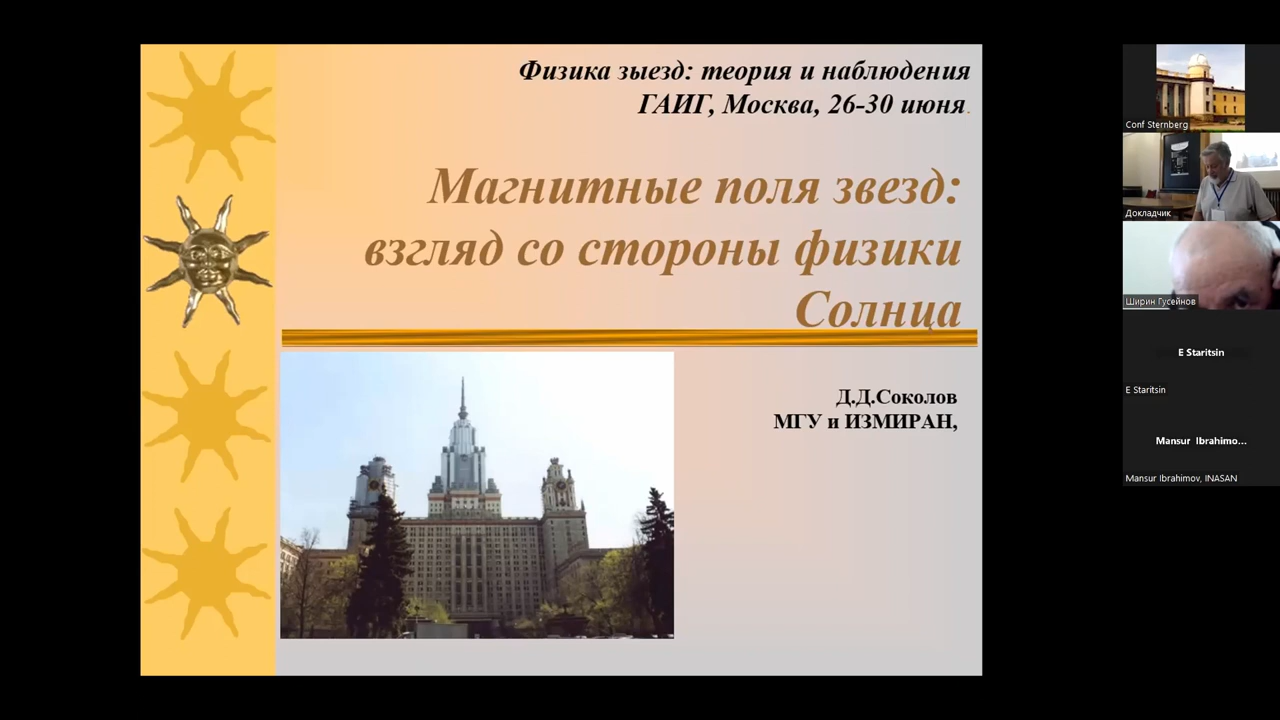 Физика зыезд: теория и наблюдения
ГАИГ, Москва, 26-30 июня.
Магнитные поля звезд:
взгляд со стороны физики
Солнца
Д.Д.Соколов
МГУ и ИЗМИРАН,
Conf Sternberg
Докладчик
Ширин Гусейнов
E Staritsin
E Staritsin
Mansur Ibrahimo...
Mansur Ibrahimov, INASAN